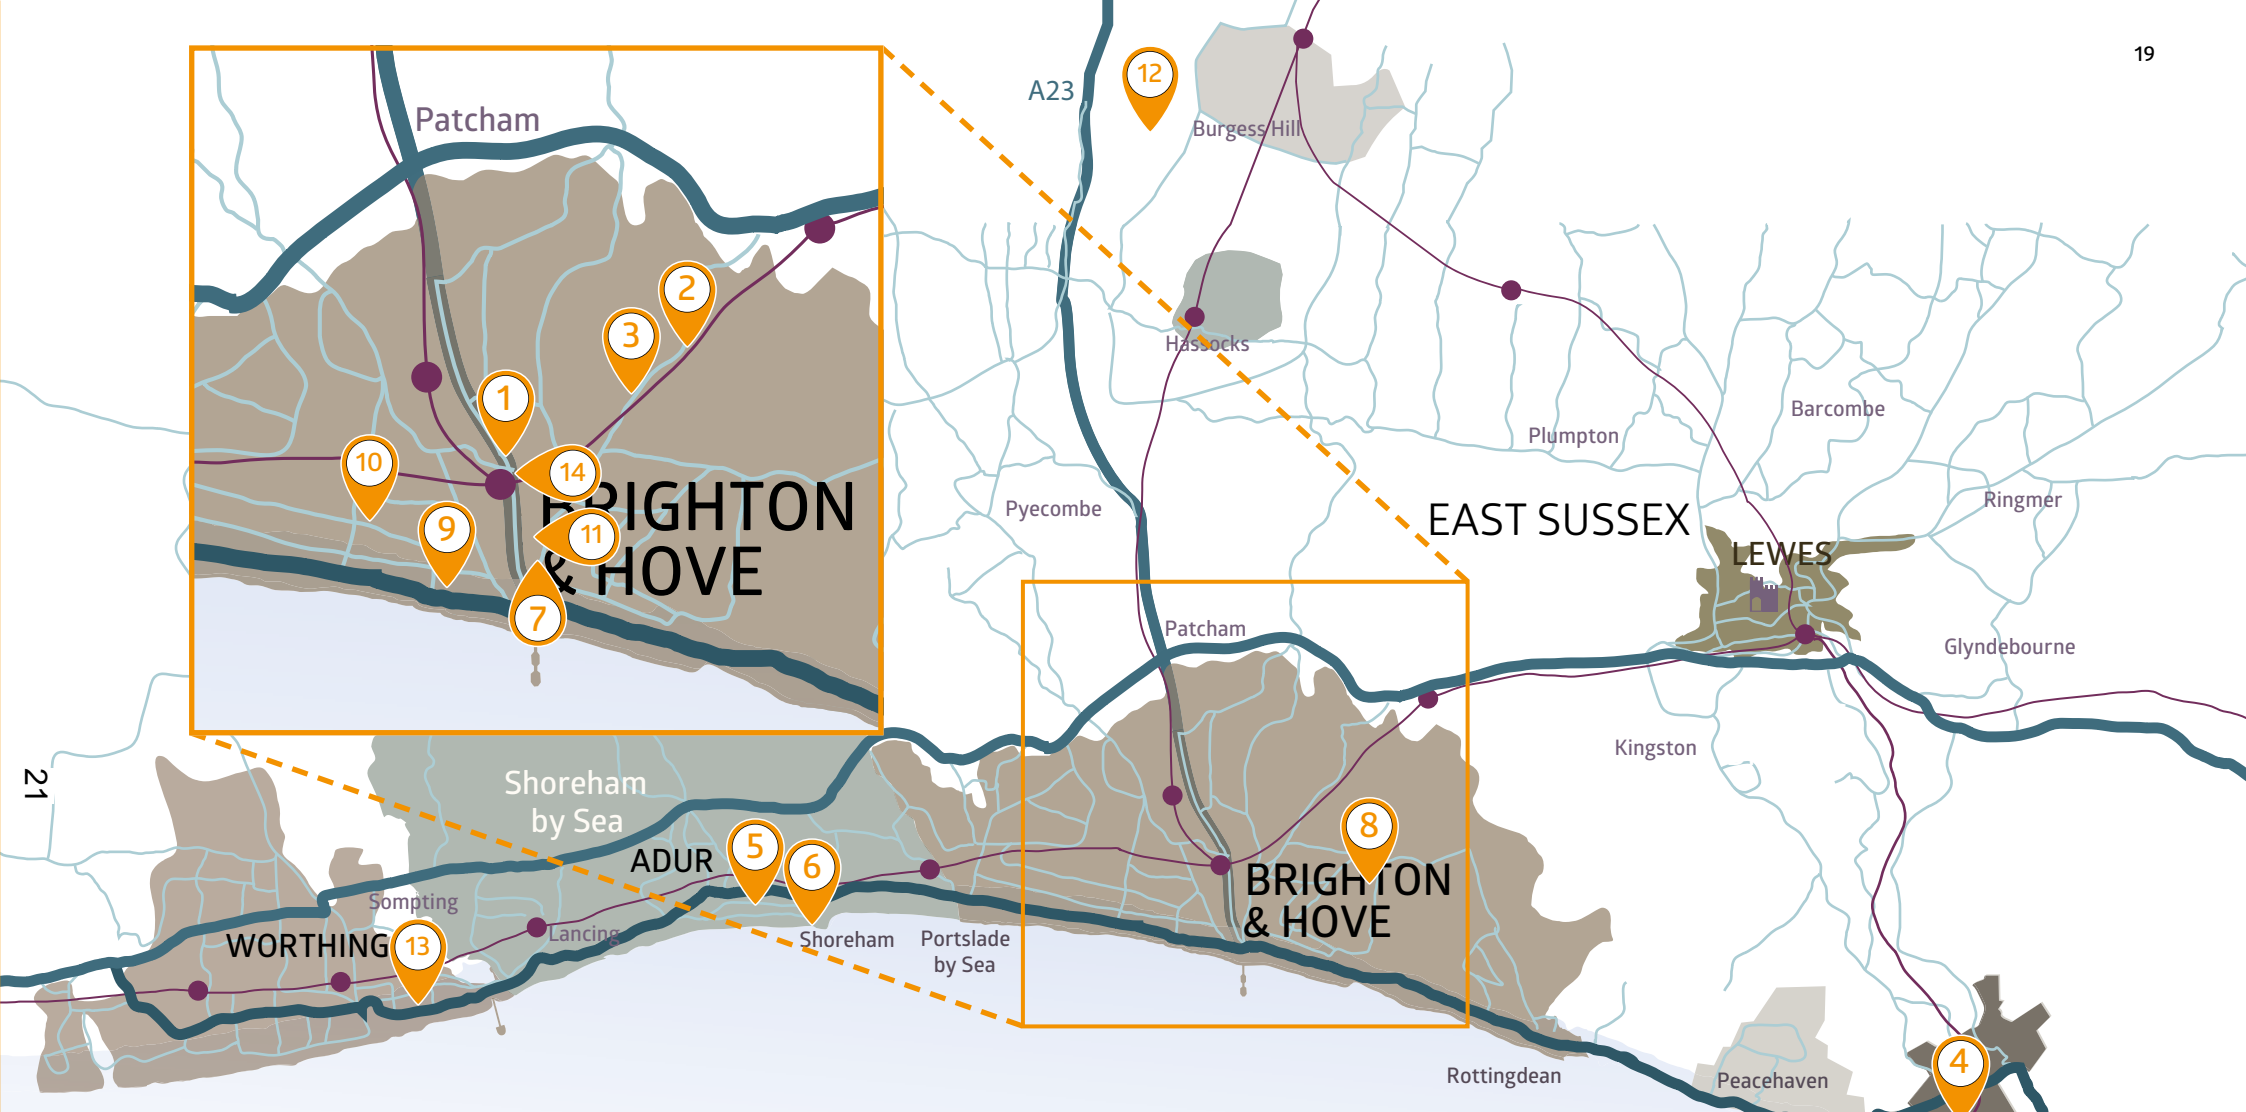 19
12
A23
Burgess Hill
Patcham
2
3
Hassocks
1
Barcombe
Plumpton
10
14
BRIGHTON
& HOVE
9
11
7
Pyecombe
EAST SUSSEX
Ringmer
LEWES
Patcham
Glyndebourne
Kingston
21
Shoreham
by Sea
ADUR
5
6
8
BRIGHTON
& HOVE
Sompting
WORTHING
13
Lancing
Shoreham
Portslade
by Sea
Rottingdean
Peacehaven
4